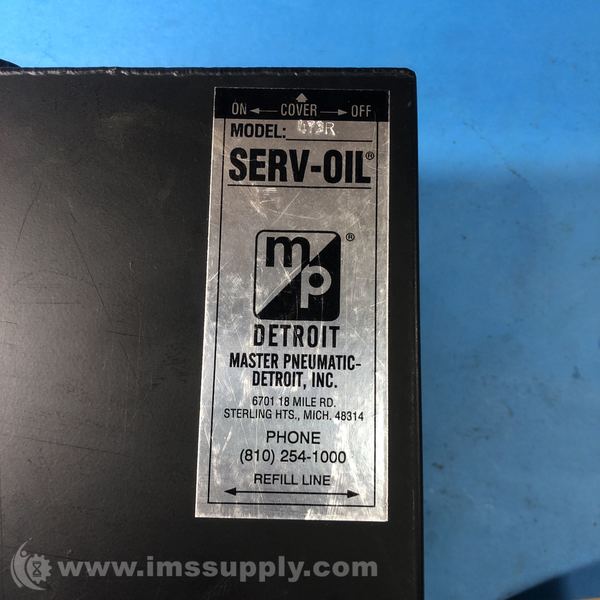 ON ← COVER → OFF
MODEL:
SERV-OIL®
mp®
DETROIT
MASTER PNEUMATIC-
DETROIT, INC.
6701 18 MILE RD.
STERLING HTS., MICH. 48314
PHONE
(810) 254-1000
REFILL LINE
www.imssupply.com